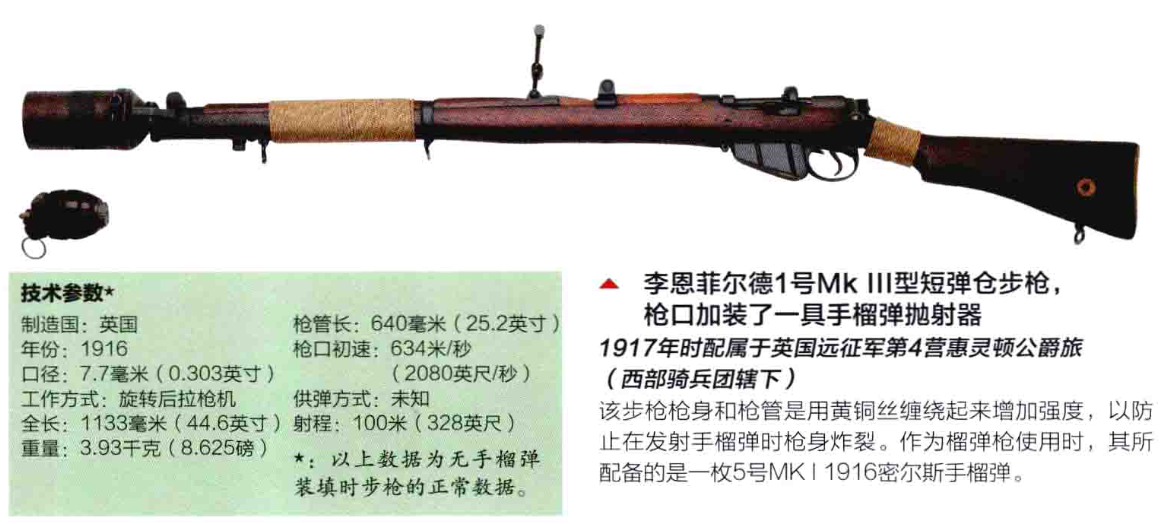 技术参数★
制造国：英国
年份：1916
口径：7.7毫米（0.303英寸）
工作方式：旋转后拉枪机
全长：1133毫米（44.6英寸）
重量：3.93千克（8.625磅）
枪管长：640毫米（25.2英寸）
枪口初速：634米/秒
（2080英尺/秒）
供弹方式：未知
射程：100米（328英尺）
★：以上数据为无手榴弹
装填时步枪的正常数据。
▲ 李恩菲尔德1号Mk III型短弹仓步枪，
枪口加装了一具手榴弹抛射器
1917年时配属于英国远征军第4营惠灵顿公爵旅
（西部骑兵团辖下）
该步枪枪身和枪管是用黄铜丝缠绕起来增加强度，以防
止在发射手榴弹时枪身炸裂。作为榴弹枪使用时，其所
配备的是一枚5号MK I 1916密尔斯手榴弹。